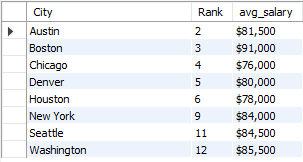 City Rank avg_salary
Austin 2 $81,500
Boston 3 $91,000
Chicago 4 $76,000
Denver 5 $80,000
Houston 6 $78,000
New York 9 $84,000
Seattle 11 $84,500
Washington 12 $85,500